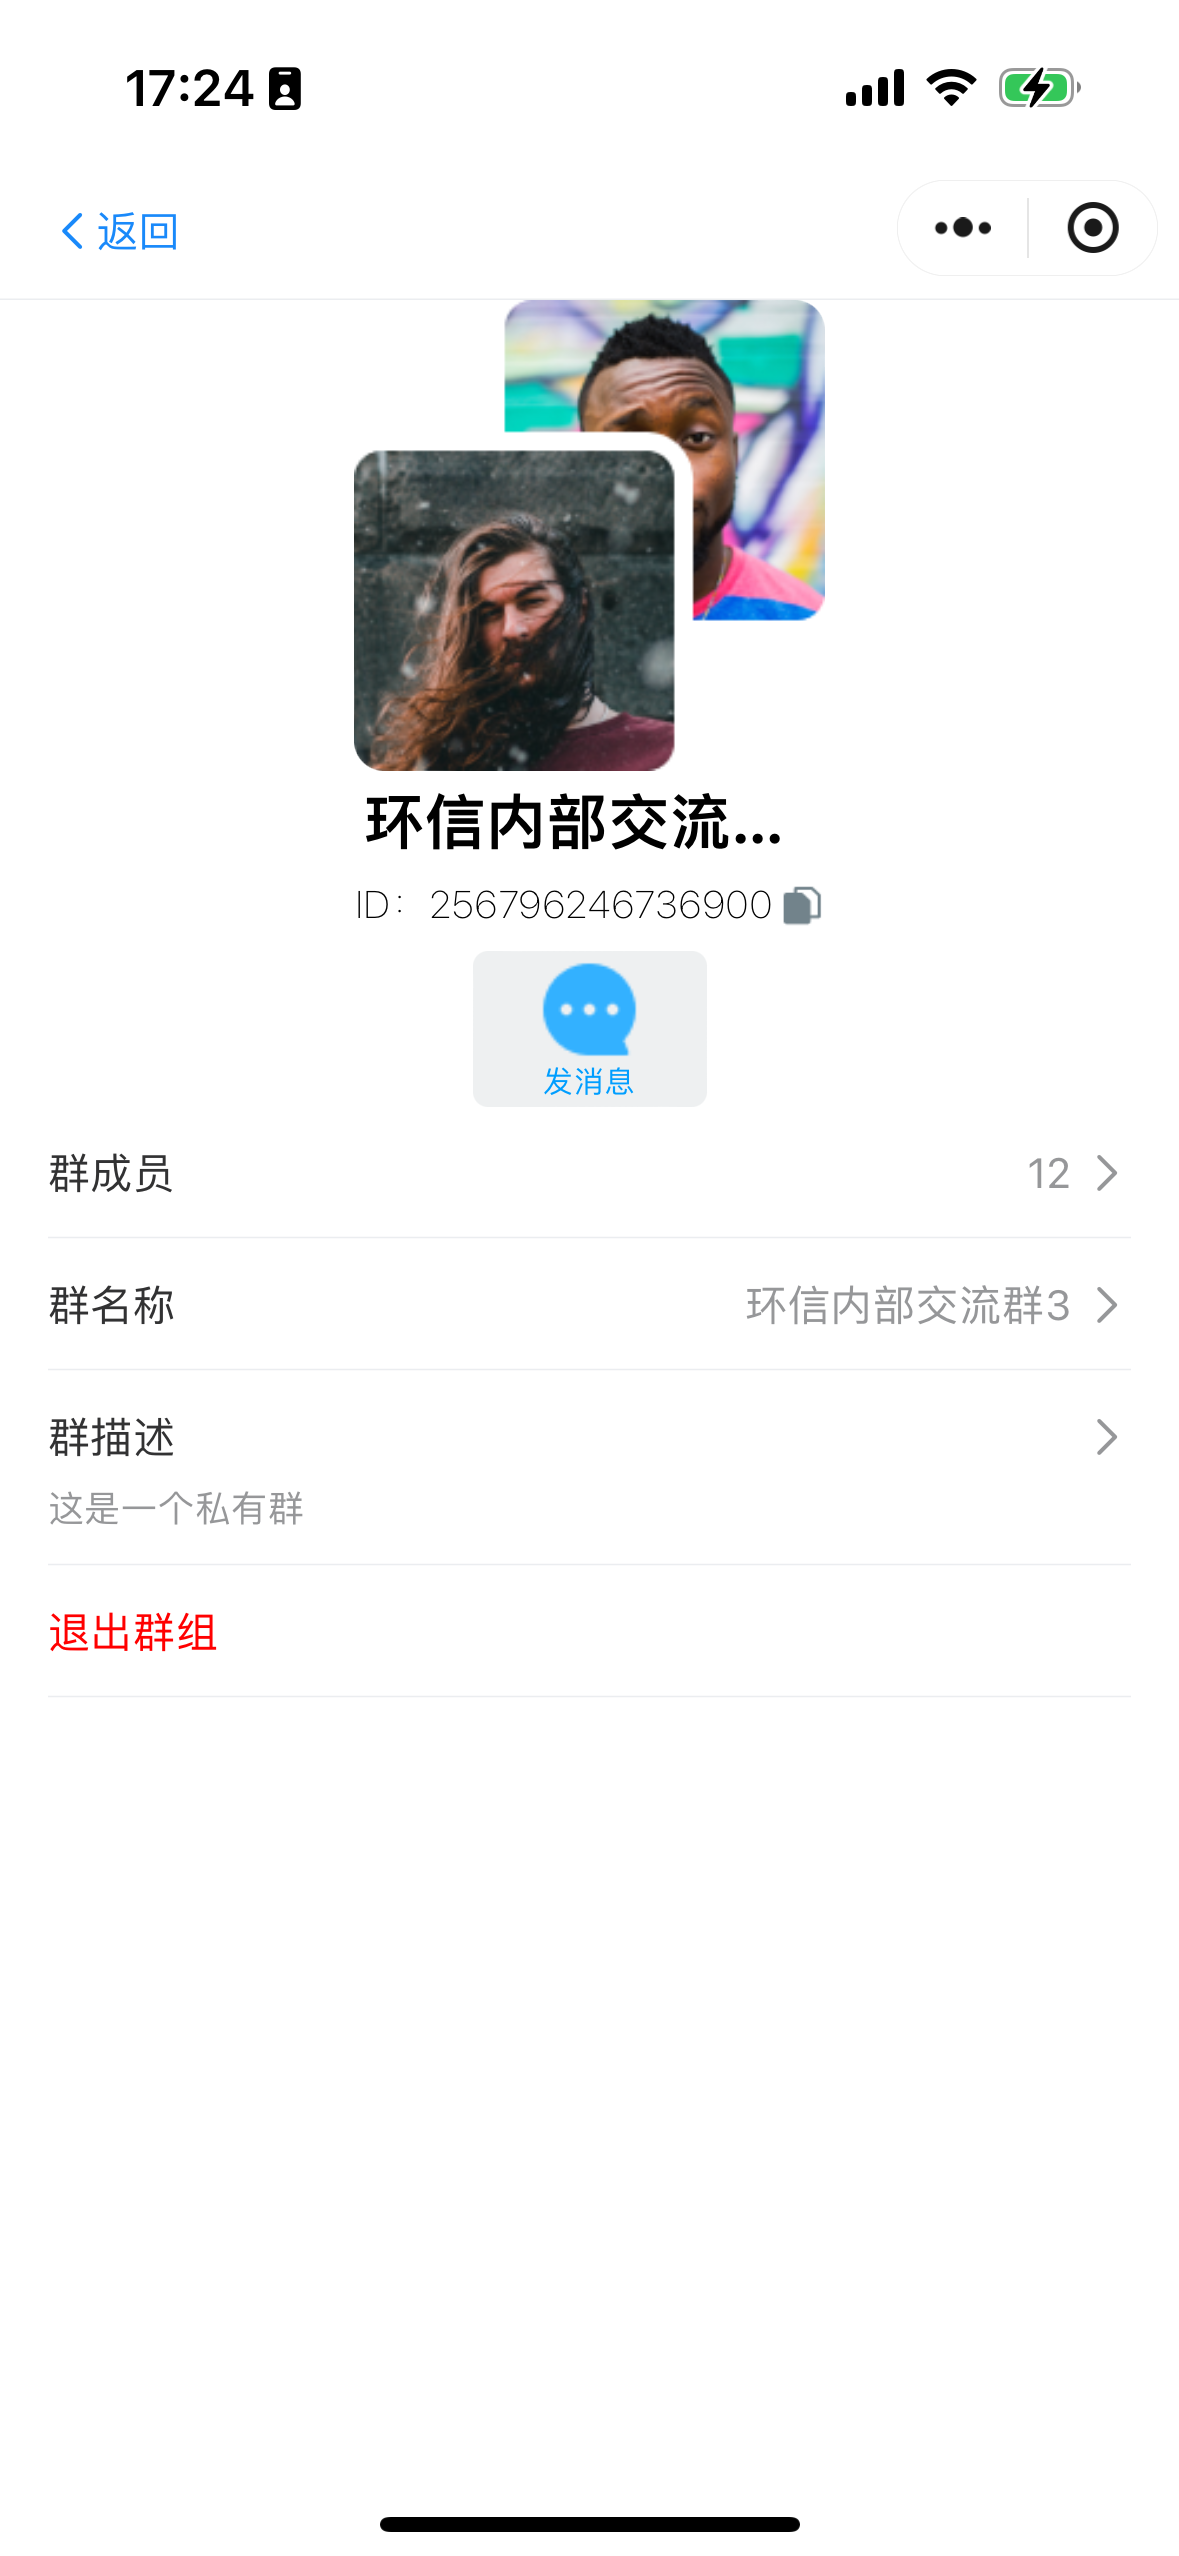 17:24
返回
环信内部交流...
ID: 256796246736900
发消息
群成员 12
群名称 环信内部交流群3
群描述
这是一个私有群
退出群组